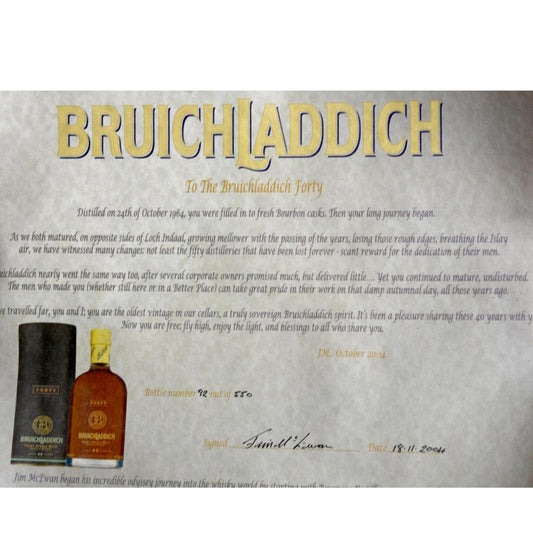 BRUICHLADDICH
To The Bruichladdich Forty
Distilled on 24th of October 1964, you were filled in to fresh Bourbon casks. Then your long journey began.
As we both matured, on opposite sides of Loch Indaal, growing mellower with the passing of the years, losing those rough edges, breathing the Islay
air, we have witnessed many changes: not least the fifty distilleries that have been lost forever - scant reward for the dedication of their men.
uichladdich nearly went the same way too, after several corporate owners promised much, but delivered little... Yet you continued to mature, undisturbed.
The men who made you (whether still here or in a Better Place) can take great pride in their work on that damp autumnal day, all those years ago.
ve travelled far, you and I; you are the oldest vintage in our cellars, a truly sovereign Bruichladdich spirit. It's been a pleasure sharing these 40 years with y
Now you are free; fly high, enjoy the light, and blessings to all who share you.
JM, October 2004
Bottle number 92 out of 550
FORTY
BRUICHLADDICH
FORTY
BRUICHLADDICH
Signed Jim McEwan Date 18.11.2004
Jim McEwan began his incredible odyssey journey into the whisky world by starting with